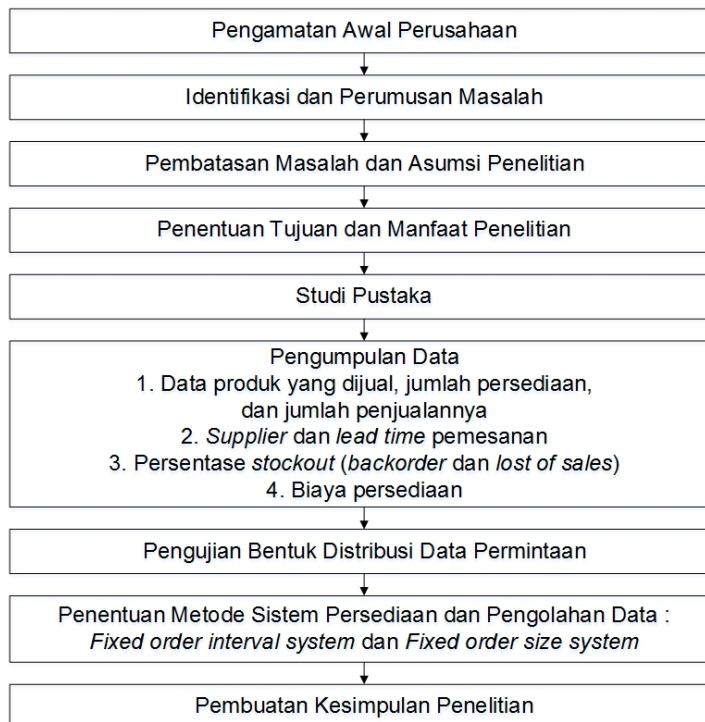 Pengamatan Awal Perusahaan
Identifikasi dan Perumusan Masalah
Pembatasan Masalah dan Asumsi Penelitian
Penentuan Tujuan dan Manfaat Penelitian
Studi Pustaka
Pengumpulan Data
1. Data produk yang dijual, jumlah persediaan,
dan jumlah penjualannya
2. Supplier dan lead time pemesanan
3. Persentase stockout (backorder dan lost of sales)
4. Biaya persediaan
Pengujian Bentuk Distribusi Data Permintaan
Penentuan Metode Sistem Persediaan dan Pengolahan Data :
Fixed order interval system dan Fixed order size system
Pembuatan Kesimpulan Penelitian